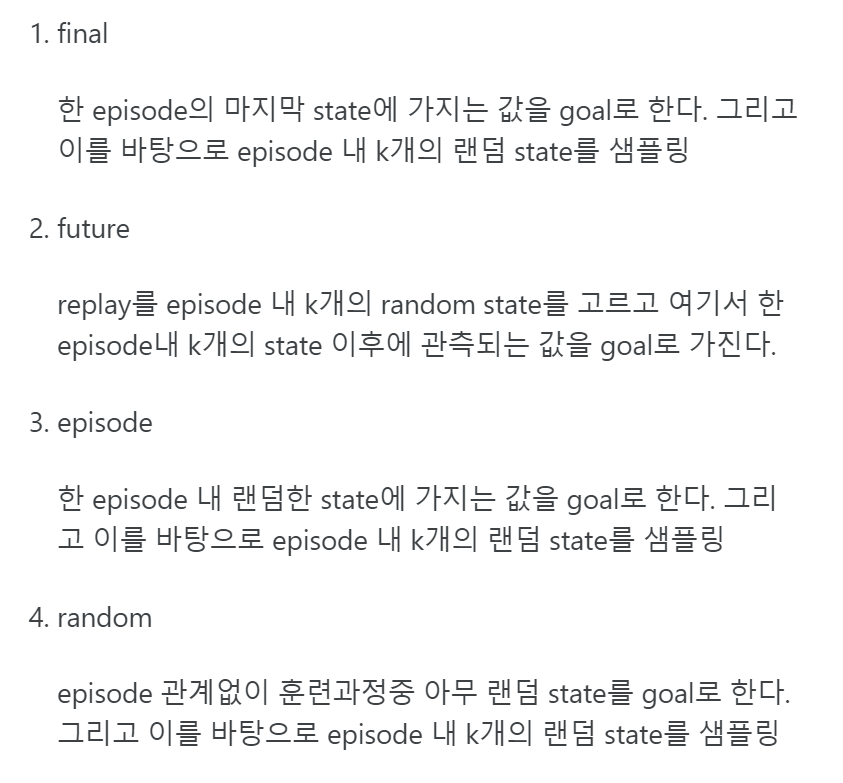 1. final
한 episode의 마지막 state에 가지는 값을 goal로 한다. 그리고
이를 바탕으로 episode 내 k개의 랜덤 state를 샘플링
2. future
replay를 episode 내 k개의 random state를 고르고 여기서 한
episode내 k개의 state 이후에 관측되는 값을 goal로 가진다.
3. episode
한 episode 내 랜덤한 state에 가지는 값을 goal로 한다. 그리
고 이를 바탕으로 episode 내 k개의 랜덤 state를 샘플링
4. random
episode 관계없이 훈련과정중 아무 랜덤 state를 goal로 한다.
그리고 이를 바탕으로 episode 내 k개의 랜덤 state를 샘플링